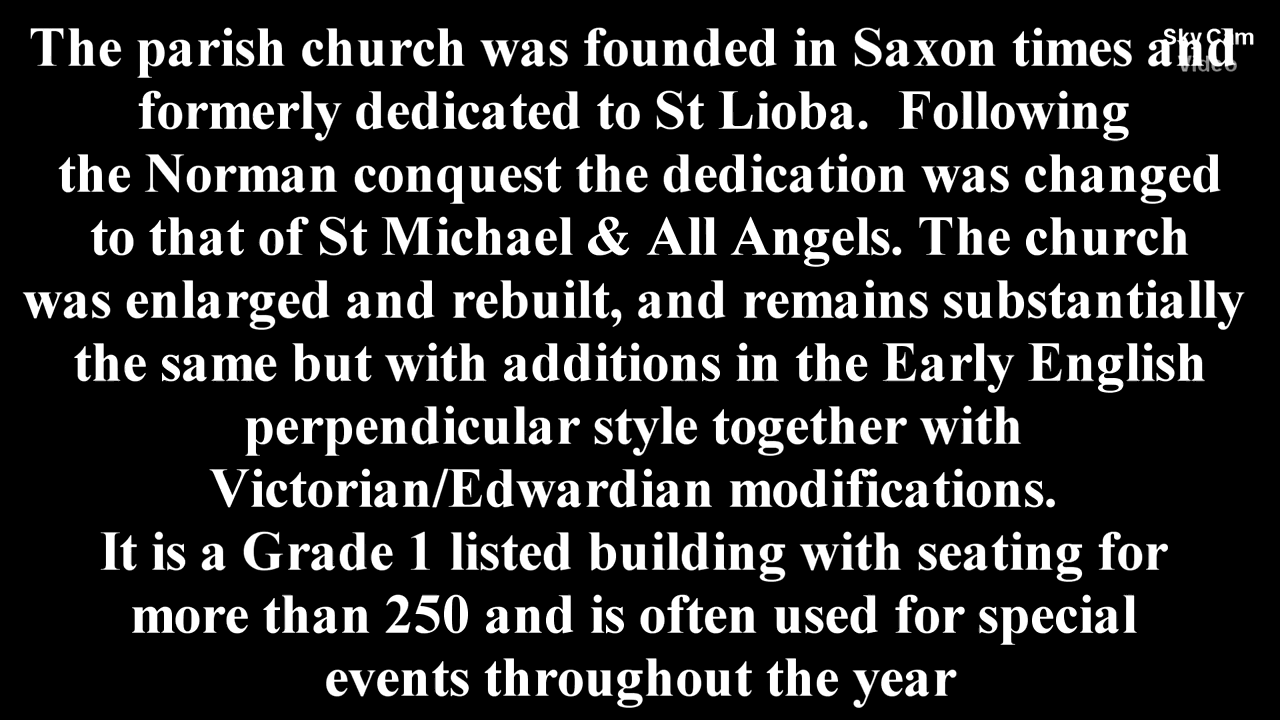 The parish church was founded in Saxon times and
formerly dedicated to St Lioba.  Following
the Norman conquest the dedication was changed
to that of St Michael & All Angels. The church
was enlarged and rebuilt, and remains substantially
the same but with additions in the Early English
perpendicular style together with
Victorian/Edwardian modifications.
It is a Grade 1 listed building with seating for
more than 250 and is often used for special
events throughout the year
Sky Cam
Video